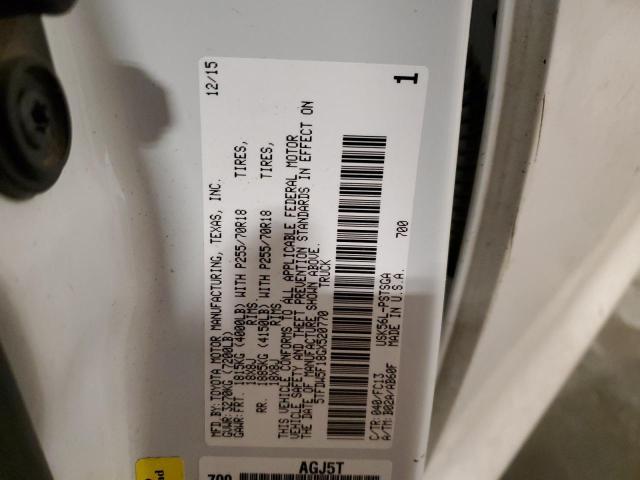 MFD.BY: TOYOTA MOTOR MANUFACTURING, TEXAS, INC. 12/15
GVWR: 3270KG (7200LB)
GAWR: FRT. 1815KG (4000LB) WITH P255/70R18 TIRES,
18X8J RIMS
RR. 1885KG (4150LB) WITH P255/70R18 TIRES,
18X8J RIMS
THIS VEHICLE CONFORMS TO ALL APPLICABLE FEDERAL MOTOR
VEHICLE SAFETY AND THEFT PREVENTION STANDARDS IN EFFECT ON
THE DATE OF MANUFACTURE SHOWN ABOVE.
5TFDW5F18GX520770 TRUCK
1
C/TR: 040/FC13 USK56L-PSTSGA 700
A/TM: B02A/AB60F MADE IN U.S.A.
700 AGJ5T